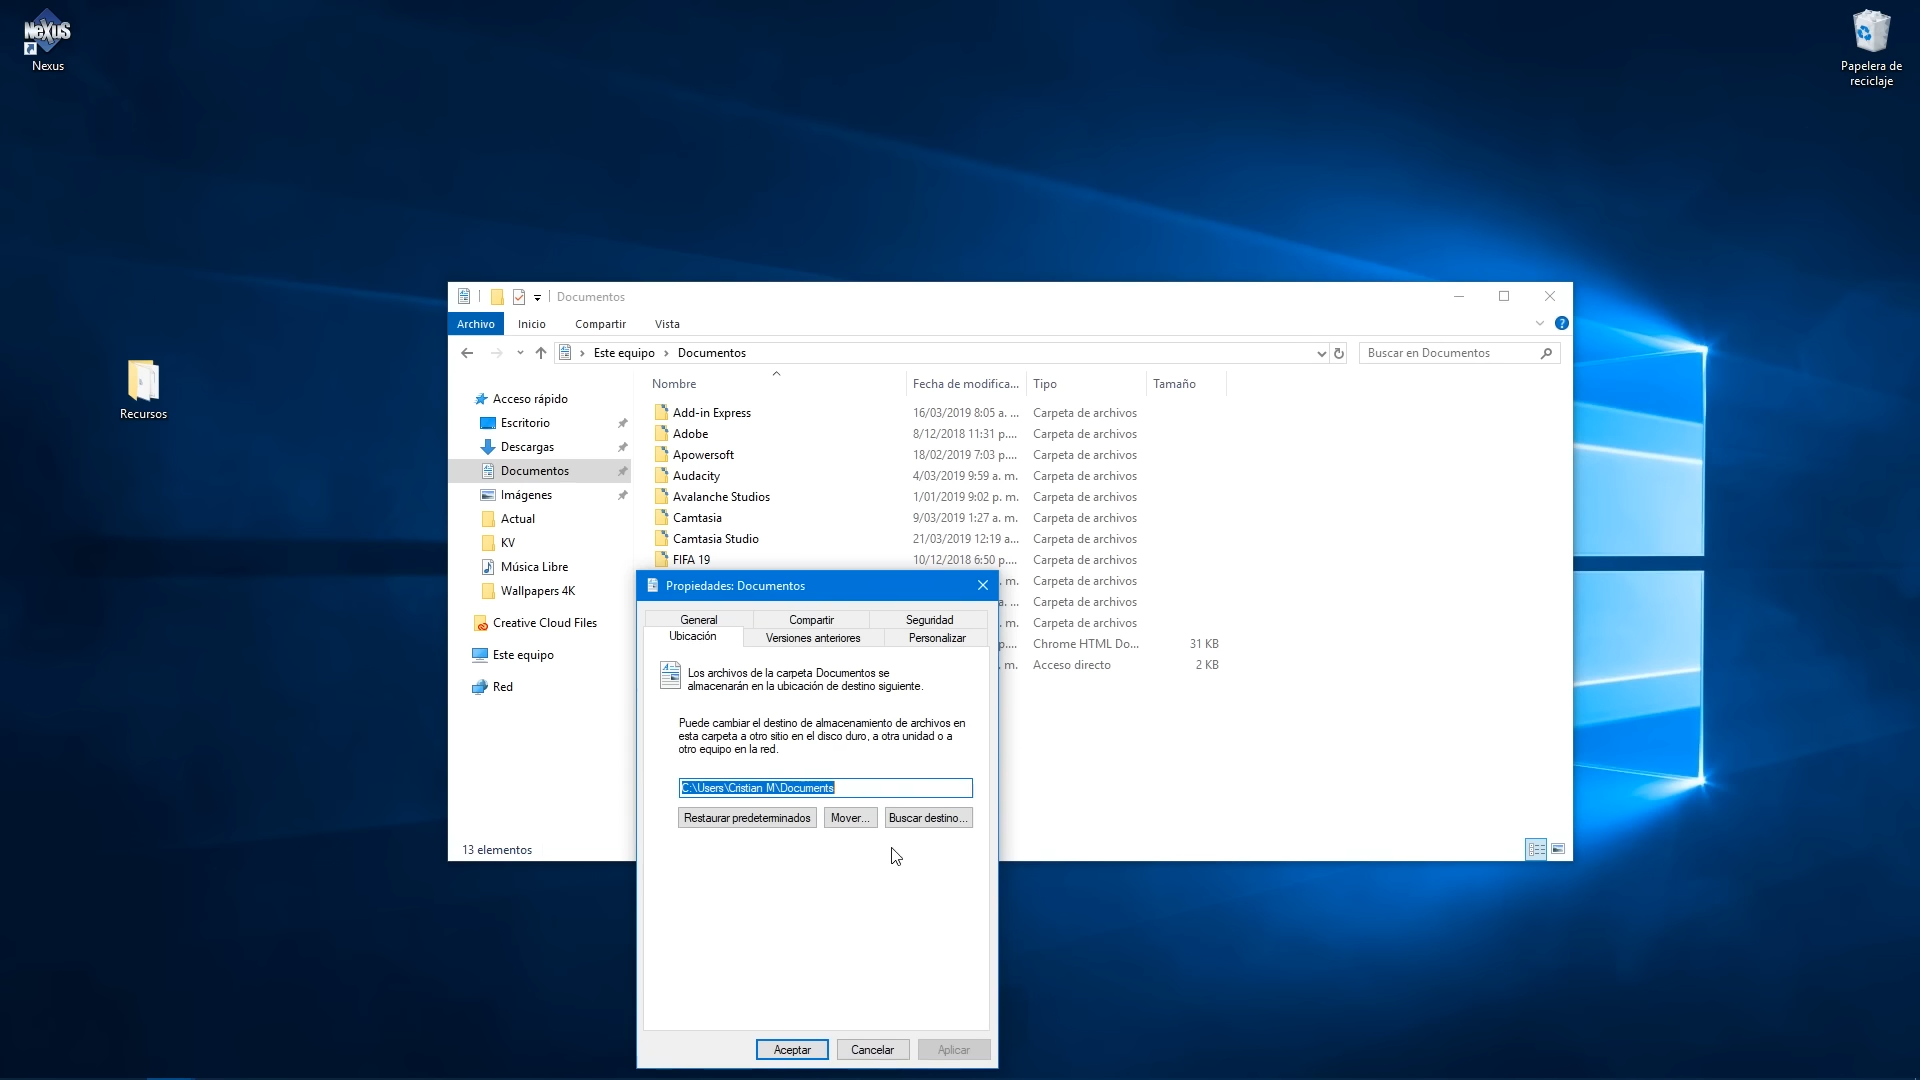 NeXuS
Nexus
Papelera de
reciclaje
Recursos
Documentos
Archivo
Inicio
Compartir
Vista
?
Este equipo
Documentos
Buscar en Documentos
Nombre
Fecha de modifica...
Tipo
Tamaño
Acceso rápido
Escritorio
Descargas
Documentos
Imágenes
Actual
KV
Música Libre
Wallpapers 4K
Creative Cloud Files
Este equipo
Red
Add-in Express 16/03/2019 8:05 a. ... Carpeta de archivos
Adobe 8/12/2018 11:31 p.... Carpeta de archivos
Apowersoft 18/02/2019 7:03 p.... Carpeta de archivos
Audacity 4/03/2019 9:59 a. m. Carpeta de archivos
Avalanche Studios 1/01/2019 9:02 p. m. Carpeta de archivos
Camtasia 9/03/2019 1:27 a. m. Carpeta de archivos
Camtasia Studio 21/03/2019 12:19 a... Carpeta de archivos
FIFA 19 10/12/2018 6:50 p.... Carpeta de archivos
. m. Carpeta de archivos
a. ... Carpeta de archivos
. m. Carpeta de archivos
p.... Chrome HTML Do... 31 KB
. m. Acceso directo 2 KB
13 elementos
Propiedades: Documentos
General
Compartir
Seguridad
Ubicación
Versiones anteriores
Personalizar
Los archivos de la carpeta Documentos se
almacenarán en la ubicación de destino siguiente.
Puede cambiar el destino de almacenamiento de archivos en
esta carpeta a otro sitio en el disco duro, a otra unidad o a
otro equipo en la red.
C:\Users\Cristian M\Documents
Restaurar predeterminados
Mover...
Buscar destino...
Aceptar
Cancelar
Aplicar